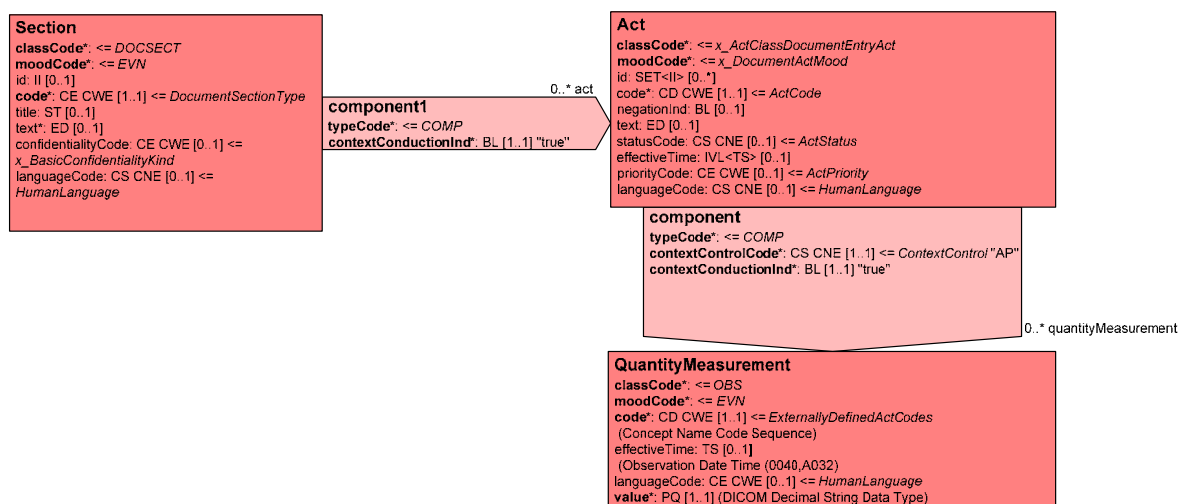 Section
classCode*: <= DOCSECT
moodCode*: <= EVN
id: II [0..1]
code*: CE CWE [1..1] <= DocumentSectionType
title: ST [0..1]
text*: ED [0..1]
confidentialityCode: CE CWE [0..1] <=
x_BasicConfidentialityKind
languageCode: CS CNE [0..1] <=
HumanLanguage
0..* act
component1
typeCode*: <= COMP
contextConductionInd*: BL [1..1] "true"
Act
classCode*: <= x_ActClassDocumentEntryAct
moodCode*: <= x_DocumentActMood
id: SET<II> [0..*]
code*: CD CWE [1..1] <= ActCode
negationInd: BL [0..1]
text: ED [0..1]
statusCode: CS CNE [0..1] <= ActStatus
effectiveTime: IVL<TS> [0..1]
priorityCode: CE CWE [0..1] <= ActPriority
languageCode: CS CNE [0..1] <= HumanLanguage
component
typeCode*: <= COMP
contextControlCode*: CS CNE [1..1] <= ContextControl "AP"
contextConductionInd*: BL [1..1] "true"
0..* quantityMeasurement
QuantityMeasurement
classCode*: <= OBS
moodCode*: <= EVN
code*: CD CWE [1..1] <= ExternallyDefinedActCodes
(Concept Name Code Sequence)
effectiveTime: TS [0..1]
(Observation Date Time (0040,A032)
languageCode: CE CWE [0..1] <= HumanLanguage
value*: PQ [1..1] (DICOM Decimal String Data Type)